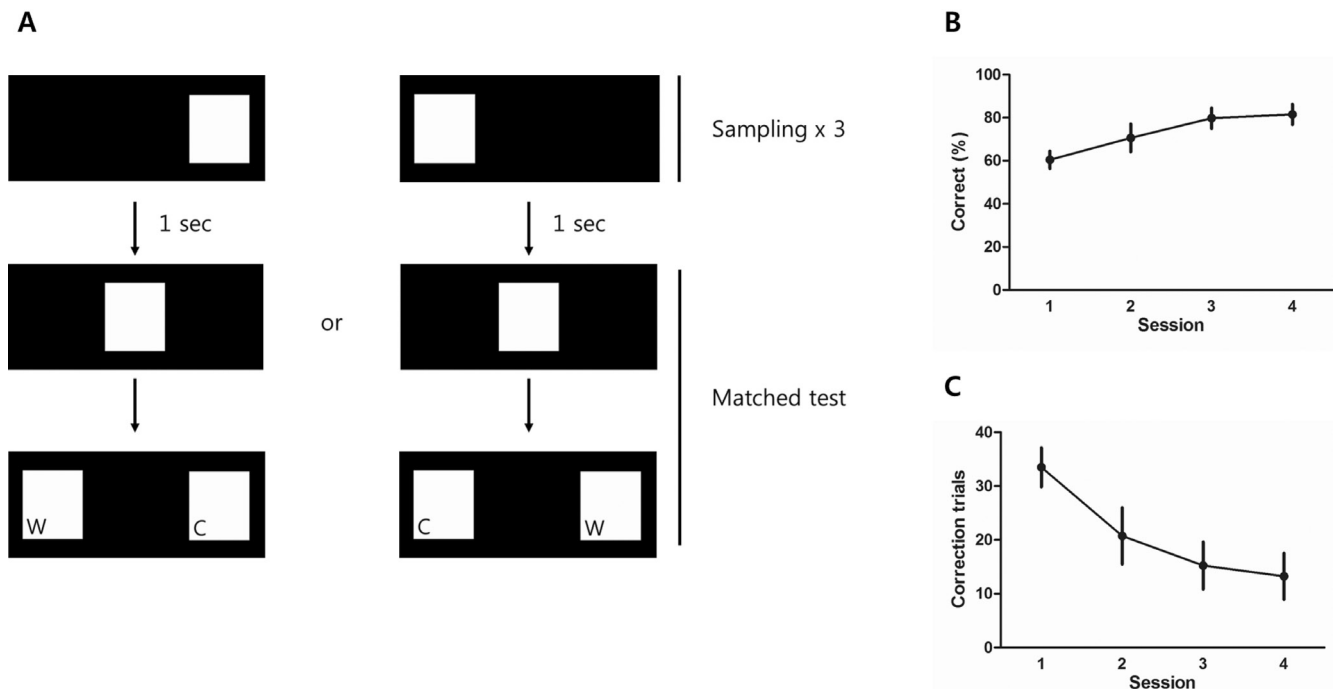 A
Sampling x 3
1 sec
1 sec
or
Matched test
W
C
C
W
B
Correct (%)
100
80
60
40
20
0
1 2 3 4
Session
C
Correction trials
40
30
20
10
0
1 2 3 4
Session